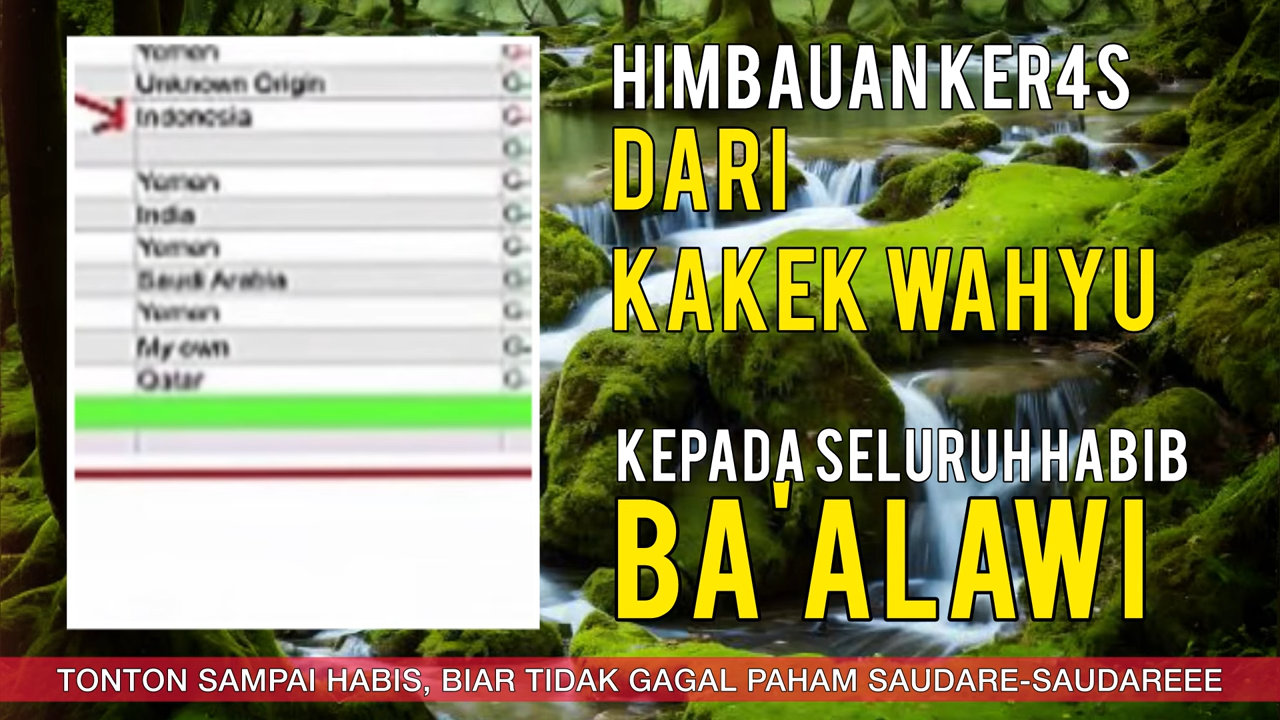 Yemen
Unknown Origin
Indonesia
Yemen
India
Yemen
Saudi Arabia
Yemen
My own
Qatar
G-
G-
G-
G-
G-
G-
G-
G-
G-
G-
G-
HIMBAUAN KER4S
DARI
KAKEK WAHYU
KEPADA SELURUH HABIB
BA'ALAWI
TONTON SAMPAI HABIS, BIAR TIDAK GAGAL PAHAM SAUDARE-SAUDAREEE